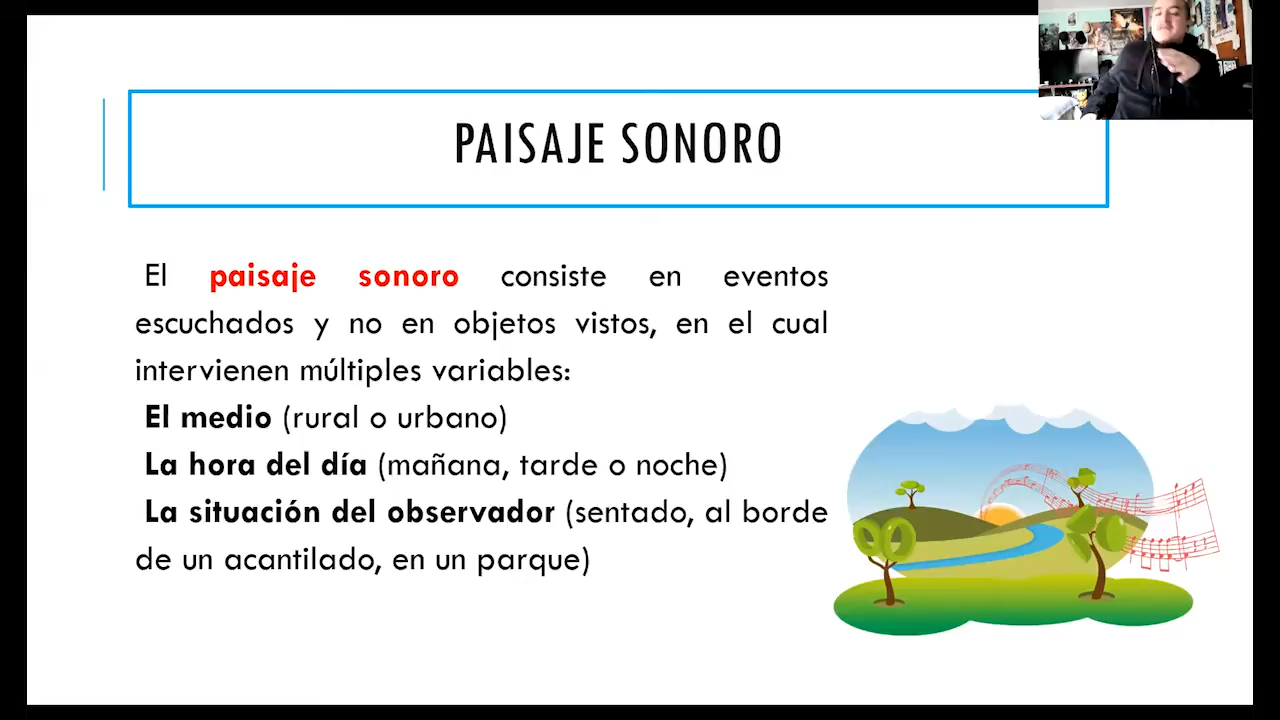 PAISAJE SONORO
El paisaje sonoro consiste en eventos
escuchados y no en objetos vistos, en el cual
intervienen múltiples variables:
El medio (rural o urbano)
La hora del día (mañana, tarde o noche)
La situación del observador (sentado, al borde
de un acantilado, en un parque)